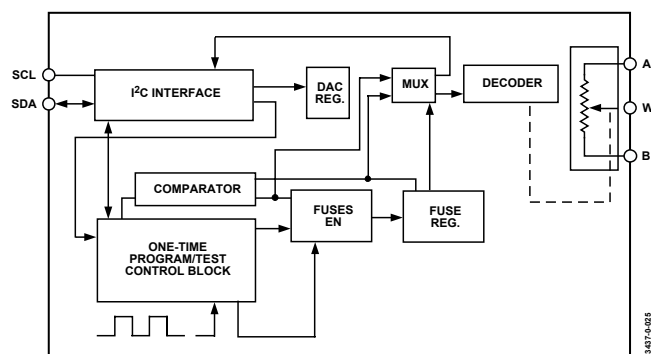 SCL
SDA
I²C INTERFACE
DAC
REG.
MUX
DECODER
A
W
B
COMPARATOR
FUSES
EN
FUSE
REG.
ONE-TIME
PROGRAM/TEST
CONTROL BLOCK
3437-0-025